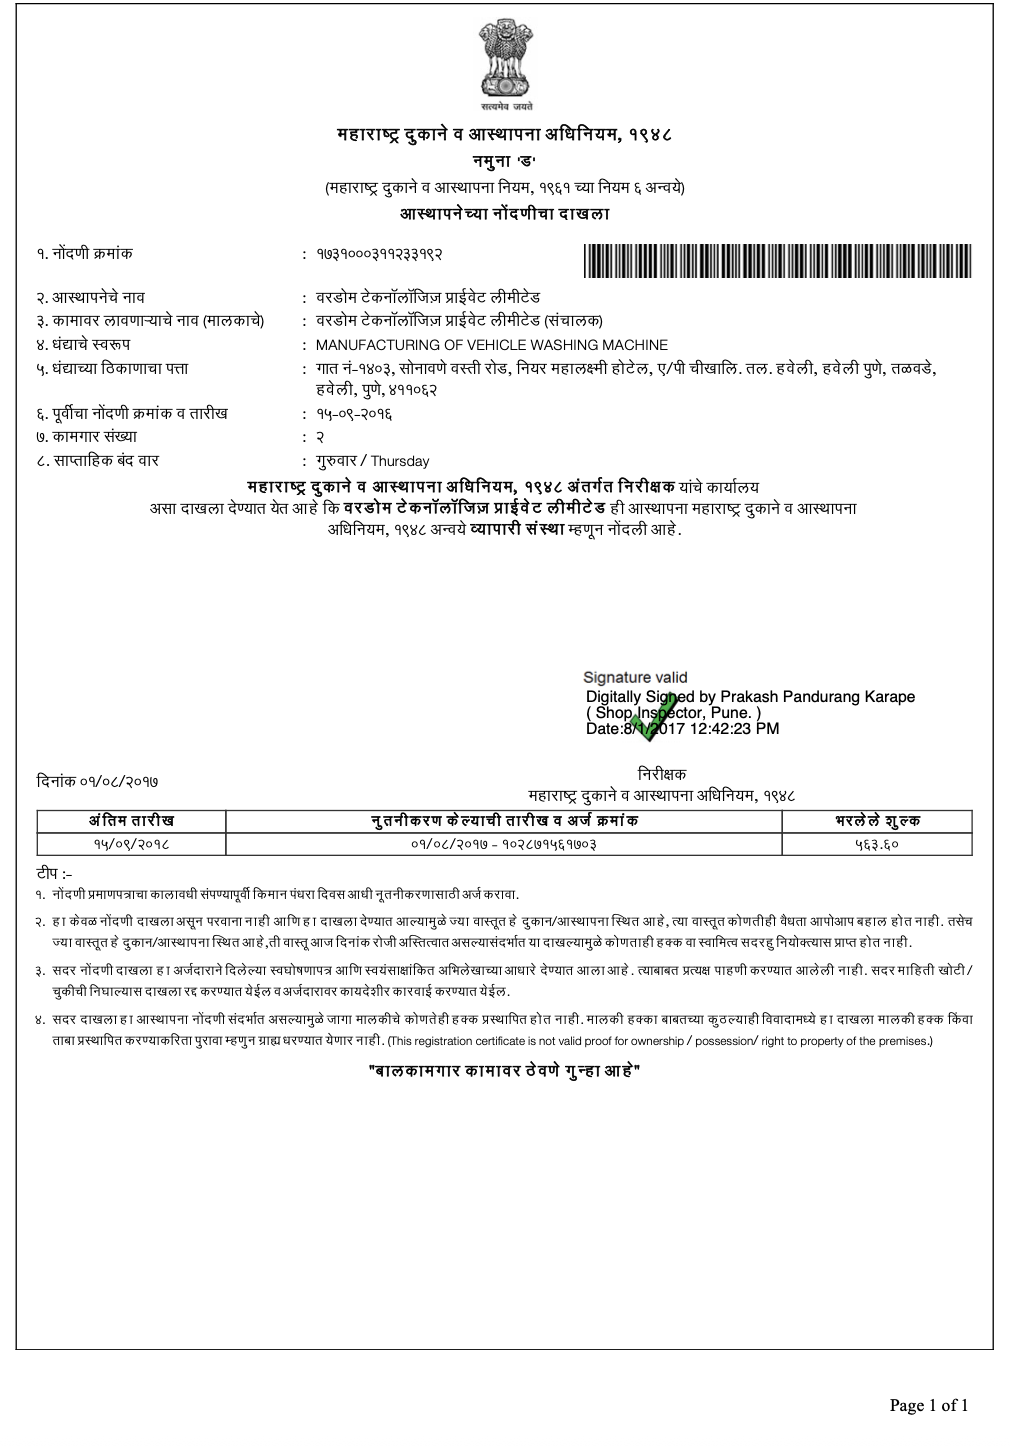 सत्यमेव जयते
महाराष्ट्र दुकाने व आस्थापना अधिनियम, १९४८
नमुना 'ड'
(महाराष्ट्र दुकाने व आस्थापना नियम, १९६१ च्या नियम ६ अन्वये)
आस्थापनेच्या नोंदणीचा दाखला
१. नोंदणी क्रमांक : १७३१०००३११२३३१९२
२. आस्थापनेचे नाव : वरडोम टेकनॉलॉजिज़ प्राईवेट लीमीटेड
३. कामावर लावणाऱ्याचे नाव (मालकाचे) : वरडोम टेकनॉलॉजिज़ प्राईवेट लीमीटेड (संचालक)
४. धंद्याचे स्वरूप : MANUFACTURING OF VEHICLE WASHING MACHINE
५. धंद्याच्या ठिकाणाचा पत्ता : गात नं-१४०३, सोनावणे वस्ती रोड, नियर महालक्ष्मी होटेल, ए/पी चीखालि. तल. हवेली, हवेली पुणे, तळवडे,
हवेली, पुणे, ४११०६२
६. पूर्वीचा नोंदणी क्रमांक व तारीख : १५-०९-२०१६
७. कामगार संख्या : २
८. साप्ताहिक बंद वार : गुरुवार / Thursday
महाराष्ट्र दुकाने व आस्थापना अधिनियम, १९४८ अंतर्गत निरीक्षक यांचे कार्यालय
असा दाखला देण्यात येत आहे कि वरडोम टेकनॉलॉजिज़ प्राईवेट लीमीटेड ही आस्थापना महाराष्ट्र दुकाने व आस्थापना
अधिनियम, १९४८ अन्वये व्यापारी संस्था म्हणून नोंदली आहे.
Signature valid
Digitally Signed by Prakash Pandurang Karape
( Shop Inspector, Pune. )
Date:8/1/2017 12:42:23 PM
दिनांक ०१/०८/२०१७
निरीक्षक
महाराष्ट्र दुकाने व आस्थापना अधिनियम, १९४८
अंतिम तारीख नुतनीकरण केल्याची तारीख व अर्ज क्रमांक भरलेले शुल्क
१५/०९/२०१८ ०१/०८/२०१७ - १०२८७१५६१७०३ ५६३.६०
टीप :-
१. नोंदणी प्रमाणपत्राचा कालावधी संपण्यापूर्वी किमान पंधरा दिवस आधी नूतनीकरणासाठी अर्ज करावा.
२. हा केवळ नोंदणी दाखला असून परवाना नाही आणि हा दाखला देण्यात आल्यामुळे ज्या वास्तूत हे दुकान/आस्थापना स्थित आहे, त्या वास्तूत कोणतीही वैधता आपोआप बहाल होत नाही. तसेच
ज्या वास्तूत हे दुकान/आस्थापना स्थित आहे,ती वास्तू आज दिनांक रोजी अस्तित्वात असल्यासंदर्भात या दाखल्यामुळे कोणताही हक्क वा स्वामित्व सदरहु नियोक्त्यास प्राप्त होत नाही.
३. सदर नोंदणी दाखला हा अर्जदाराने दिलेल्या स्वघोषणापत्र आणि स्वयंसाक्षांकित अभिलेखाच्या आधारे देण्यात आला आहे. त्याबाबत प्रत्यक्ष पाहणी करण्यात आलेली नाही. सदर माहिती खोटी/
चुकीची निघाल्यास दाखला रद्द करण्यात येईल व अर्जदारावर कायदेशीर कारवाई करण्यात येईल.
४. सदर दाखला हा आस्थापना नोंदणी संदर्भात असल्यामुळे जागा मालकीचे कोणतेही हक्क प्रस्थापित होत नाही. मालकी हक्का बाबतच्या कुठल्याही विवादामध्ये हा दाखला मालकी हक्क किंवा
ताबा प्रस्थापित करण्याकरिता पुरावा म्हणुन ग्राह्य धरण्यात येणार नाही. (This registration certificate is not valid proof for ownership / possession/ right to property of the premises.)
"बालकामगार कामावर ठेवणे गुन्हा आहे"
Page 1 of 1